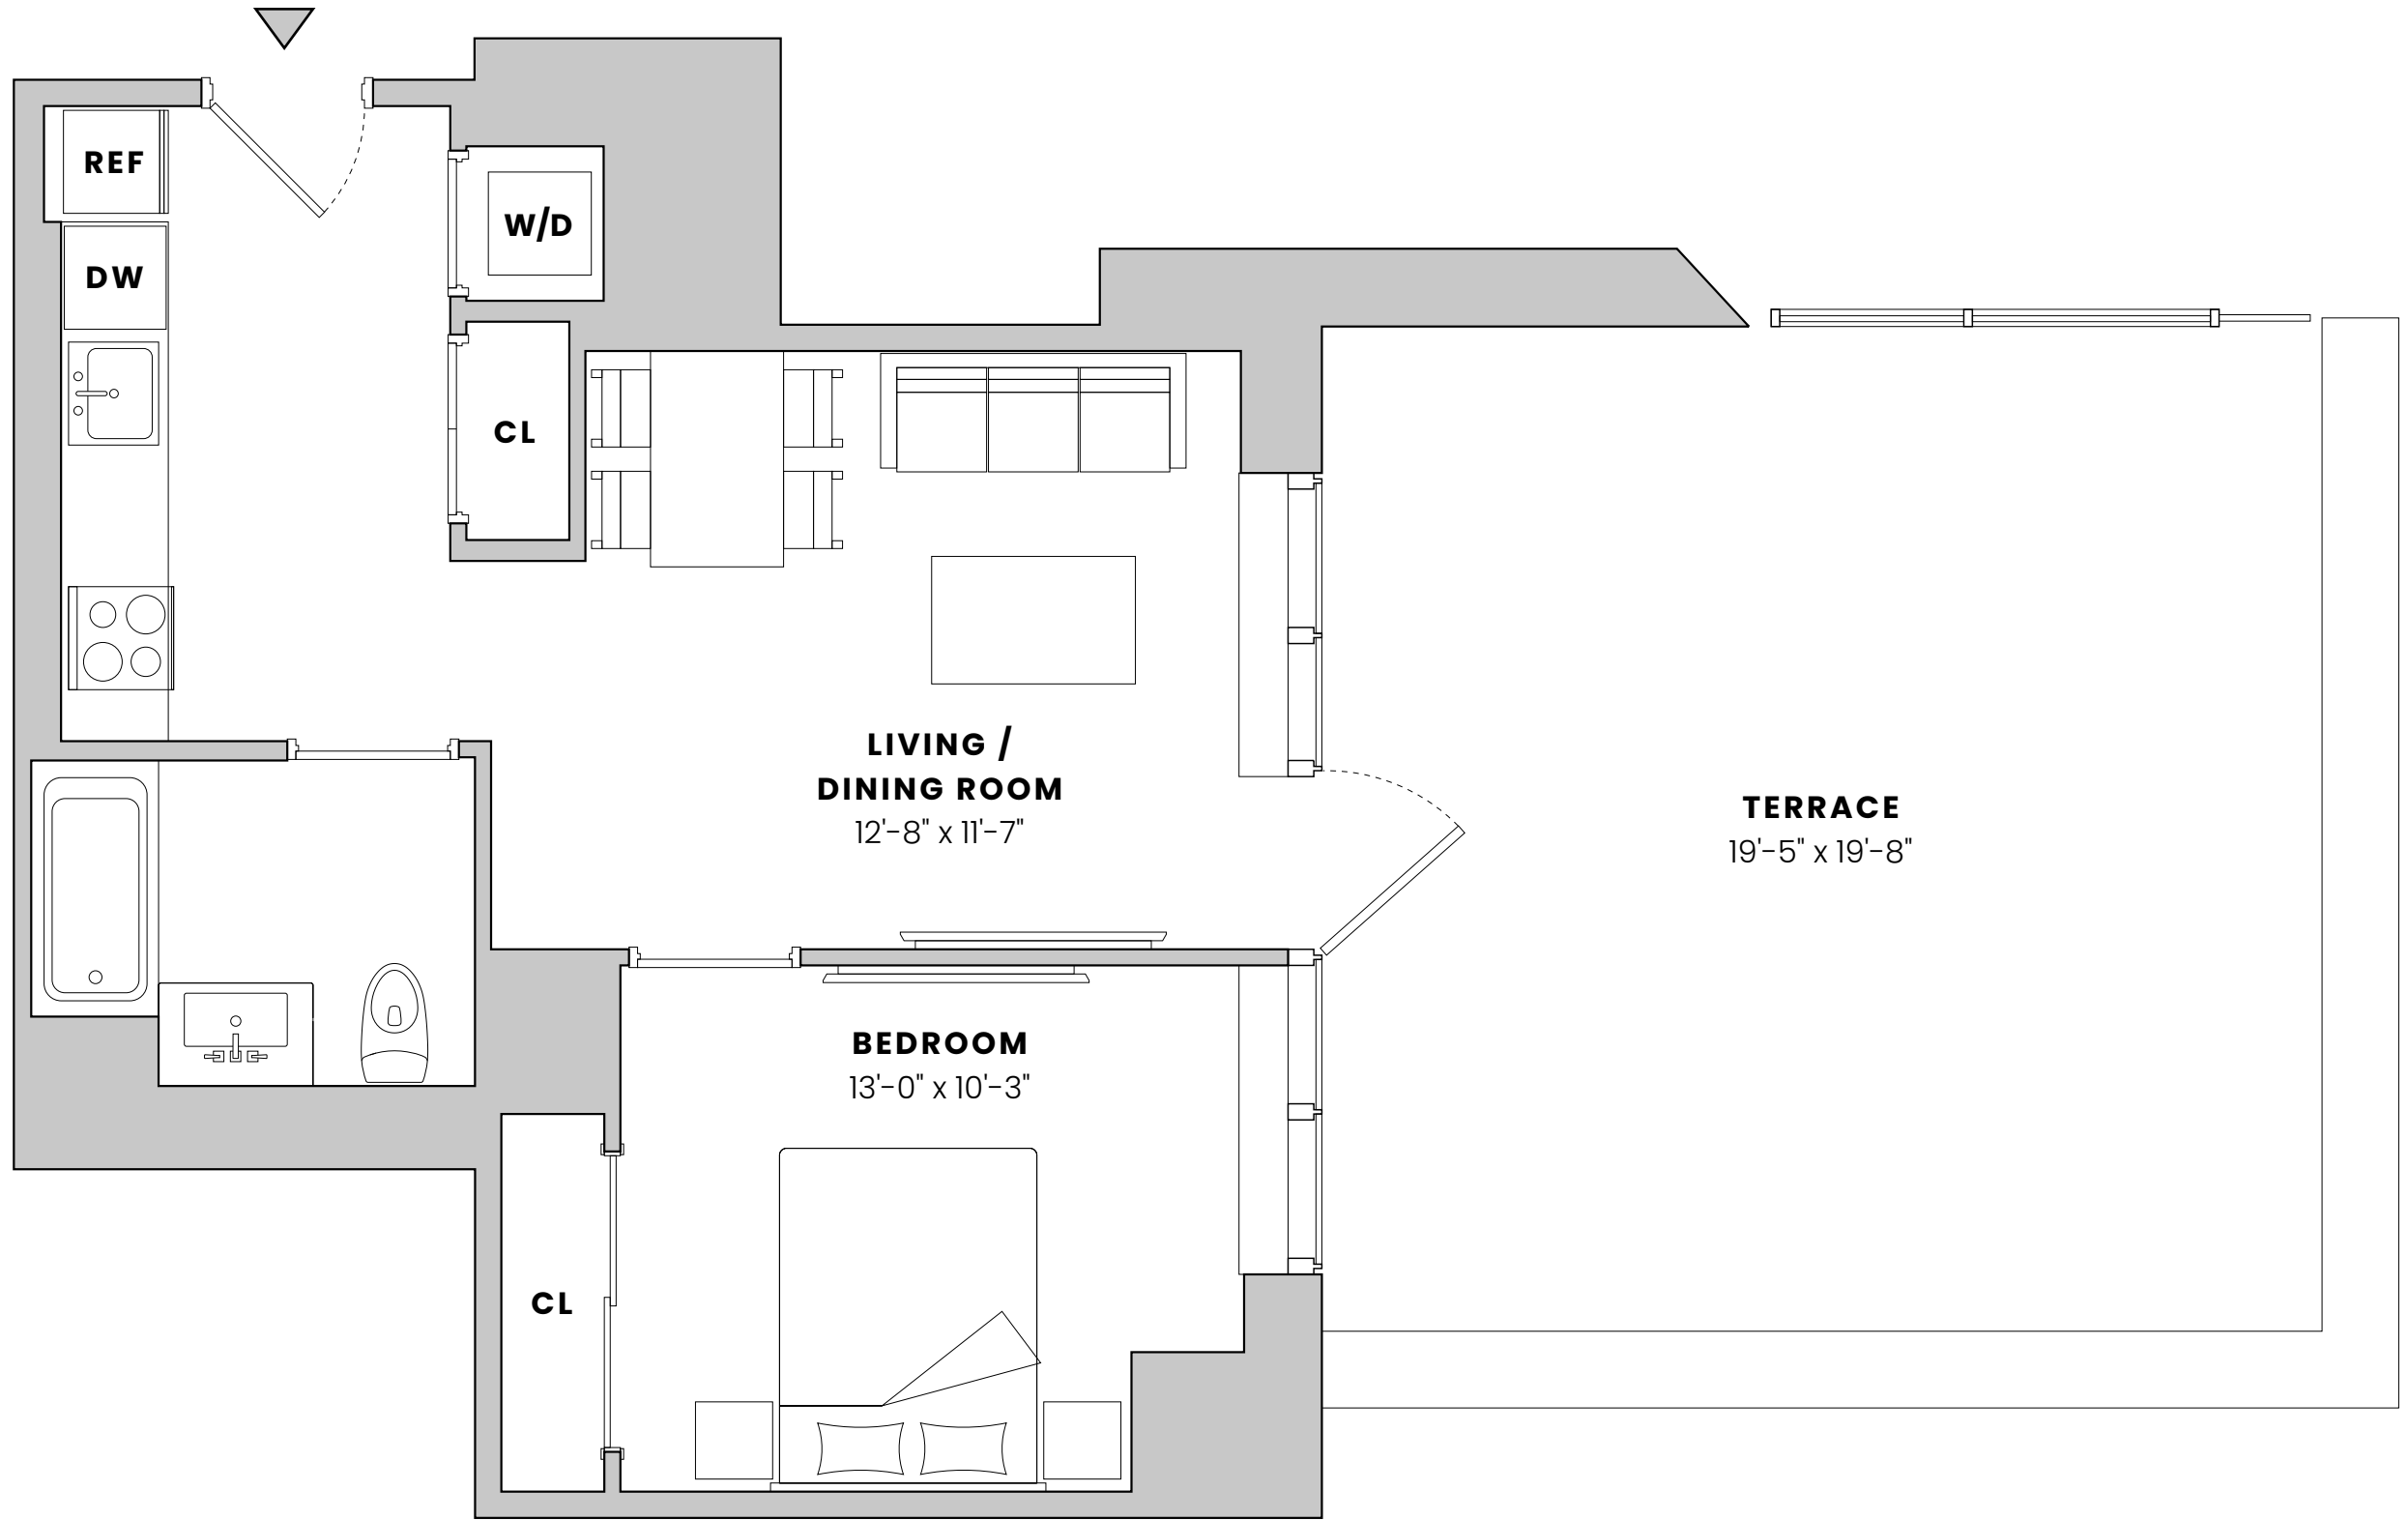 REF
W/D
DW
CL
LIVING /
DINING ROOM
12'-8" x 11'-7"
TERRACE
19'-5" x 19'-8"
BEDROOM
13'-0" x 10'-3"
CL